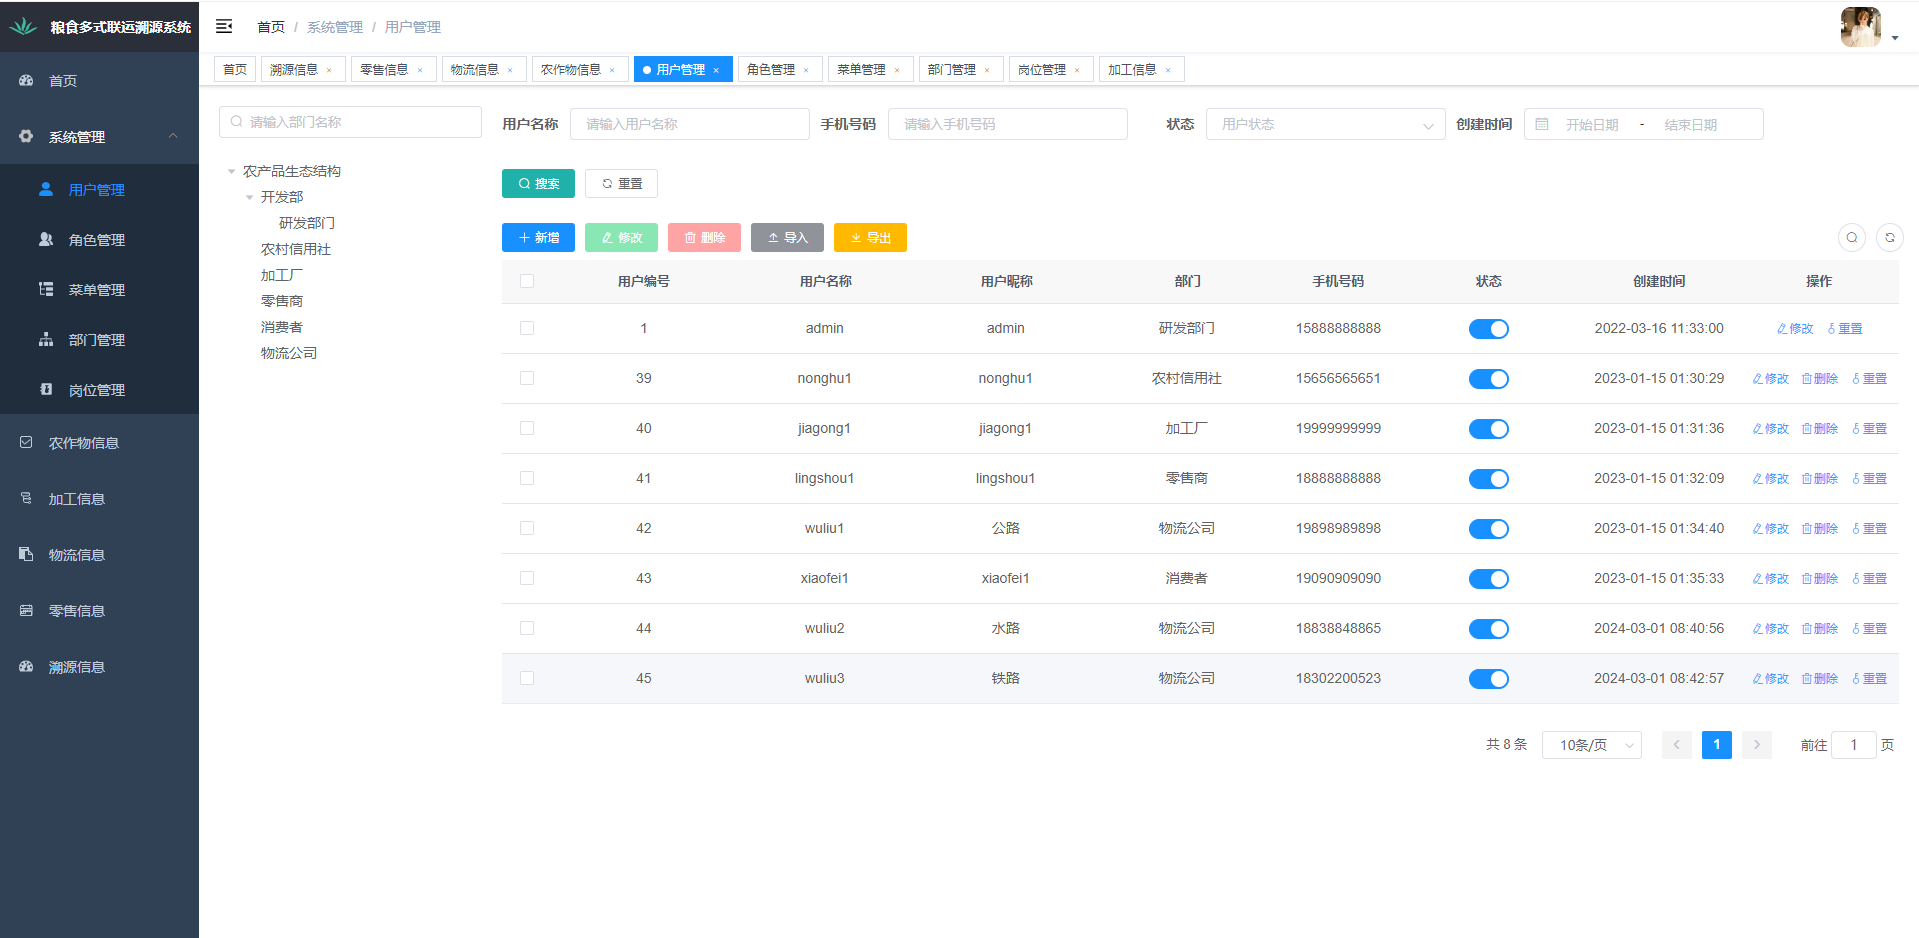 粮食多式联运溯源系统
首页 / 系统管理 / 用户管理
首页 溯源信息 × 零售信息 × 物流信息 × 农作物信息 × 用户管理 × 角色管理 × 菜单管理 × 部门管理 × 岗位管理 × 加工信息 ×
首页
系统管理
用户管理
角色管理
菜单管理
部门管理
岗位管理
农作物信息
加工信息
物流信息
零售信息
溯源信息
请输入部门名称
农产品生态结构
开发部
研发部门
农村信用社
加工厂
零售商
消费者
物流公司
用户名称 请输入用户名称 手机号码 请输入手机号码 状态 用户状态 创建时间 开始日期 - 结束日期
搜索 重置
新增 修改 删除 导入 导出
用户编号 用户名称 用户昵称 部门 手机号码 状态 创建时间 操作
1 admin admin 研发部门 15888888888 2022-03-16 11:33:00 修改 重置
39 nonghu1 nonghu1 农村信用社 15656565651 2023-01-15 01:30:29 修改 删除 重置
40 jiagong1 jiagong1 加工厂 19999999999 2023-01-15 01:31:36 修改 删除 重置
41 lingshou1 lingshou1 零售商 18888888888 2023-01-15 01:32:09 修改 删除 重置
42 wuliu1 公路 物流公司 19898989898 2023-01-15 01:34:40 修改 删除 重置
43 xiaofei1 xiaofei1 消费者 19090909090 2023-01-15 01:35:33 修改 删除 重置
44 wuliu2 水路 物流公司 18838848865 2024-03-01 08:40:56 修改 删除 重置
45 wuliu3 铁路 物流公司 18302200523 2024-03-01 08:42:57 修改 删除 重置
共 8 条 10条/页 1 前往 1 页